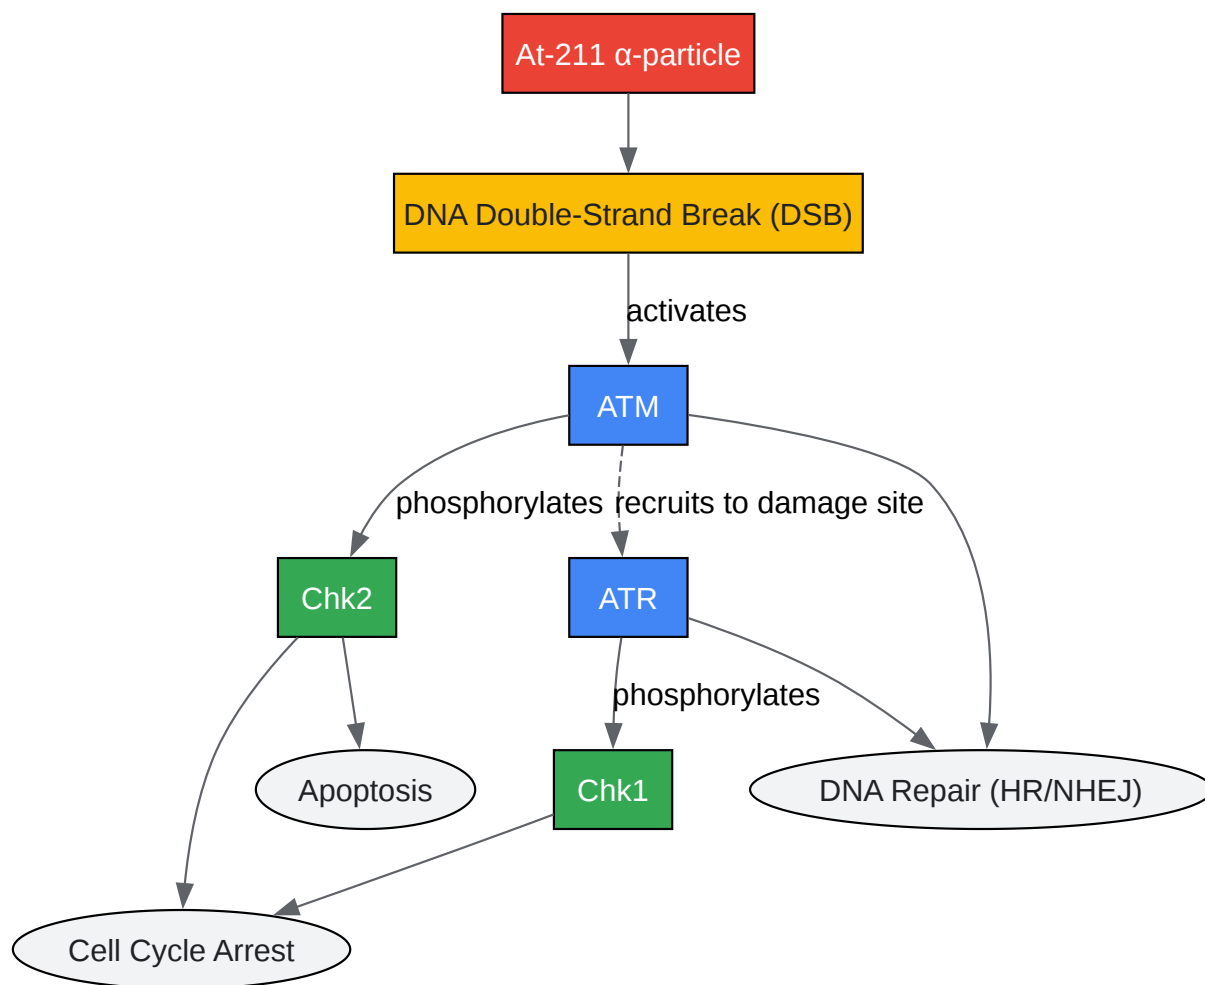 At-211 α-particle
DNA Double-Strand Break (DSB)
activates
ATM
phosphorylates
recruits to damage site
Chk2
ATR
phosphorylates
Apoptosis
Chk1
DNA Repair (HR/NHEJ)
Cell Cycle Arrest